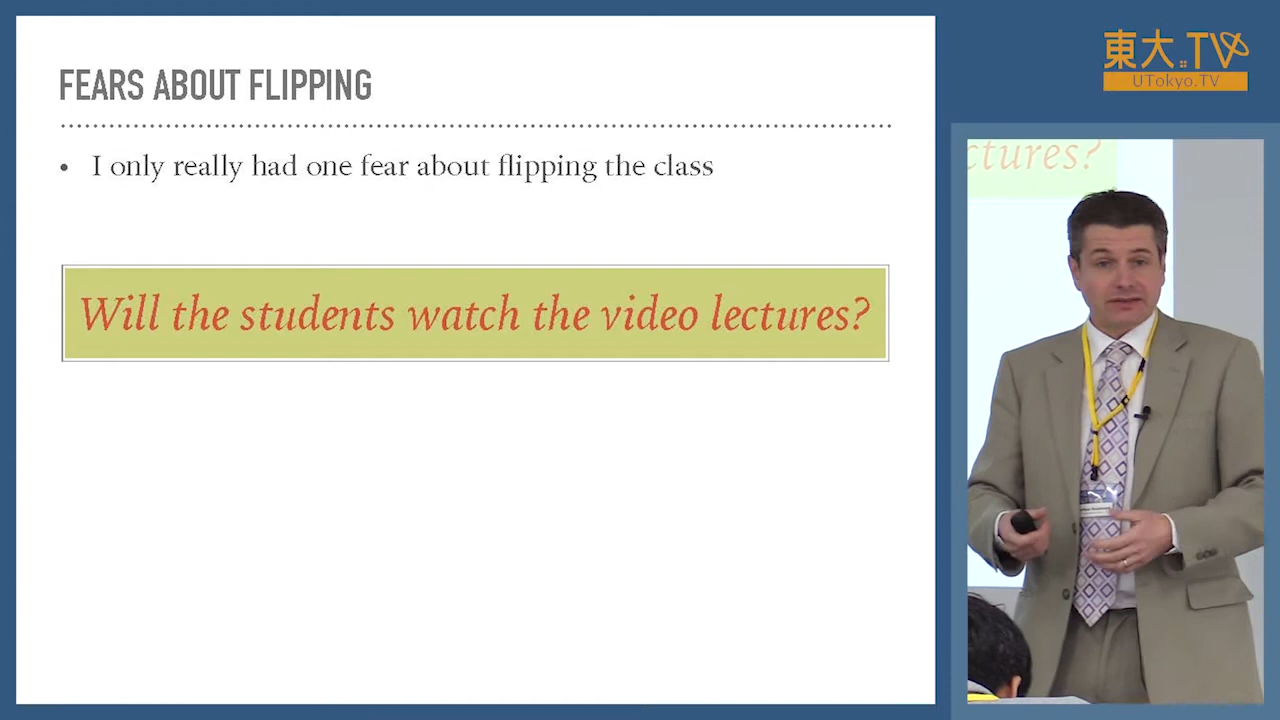 FEARS ABOUT FLIPPING
• I only really had one fear about flipping the class
Will the students watch the video lectures?
東大.TV
UTokyo.TV
ctures?